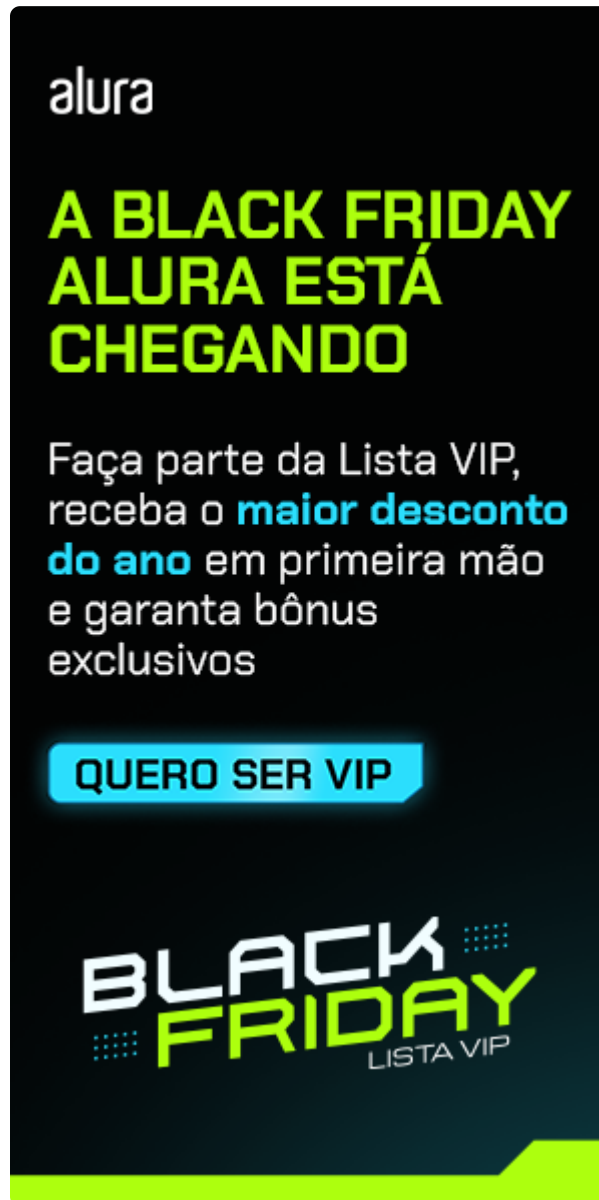 alura
A BLACK FRIDAY
ALURA ESTÁ
CHEGANDO
Faça parte da Lista VIP,
receba o maior desconto
do ano em primeira mão
e garanta bônus
exclusivos
QUERO SER VIP
BLACK
FRIDAY
LISTA VIP